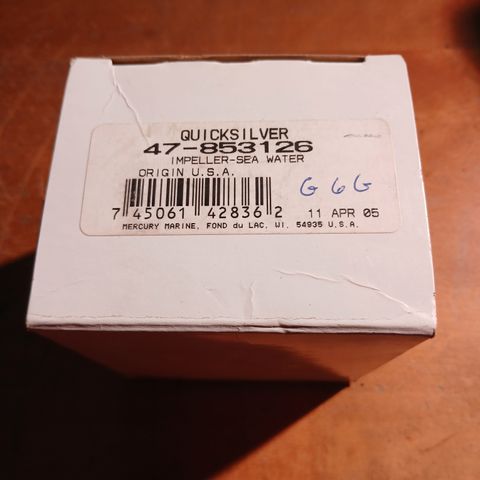 QUICKSILVER
47-853126
IMPELLER-SEA WATER
ORIGIN U.S.A.
G 6 G
7 45061 42836 2
11 APR 05
MERCURY MARINE, FOND du LAC, WI. 54935 U.S.A.